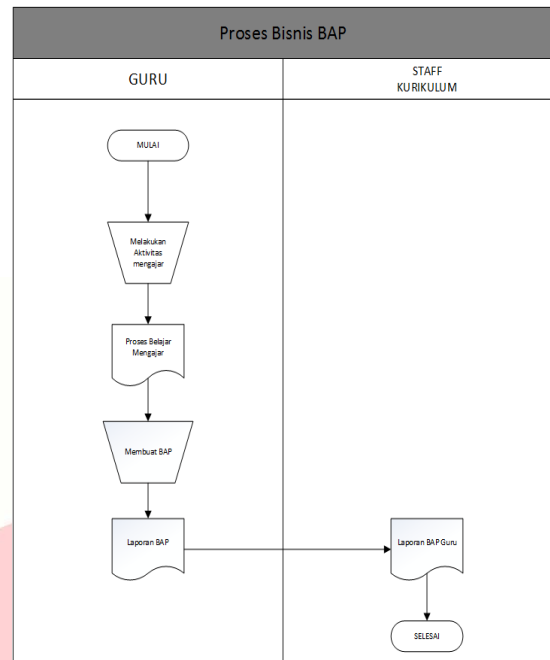 Proses Bisnis BAP
GURU
STAFF
KURIKULUM
MULAI
Melakukan
Aktivitas
mengajar
Proses Belajar
Mengajar
Membuat BAP
Laporan BAP
Laporan BAP Guru
SELESAI